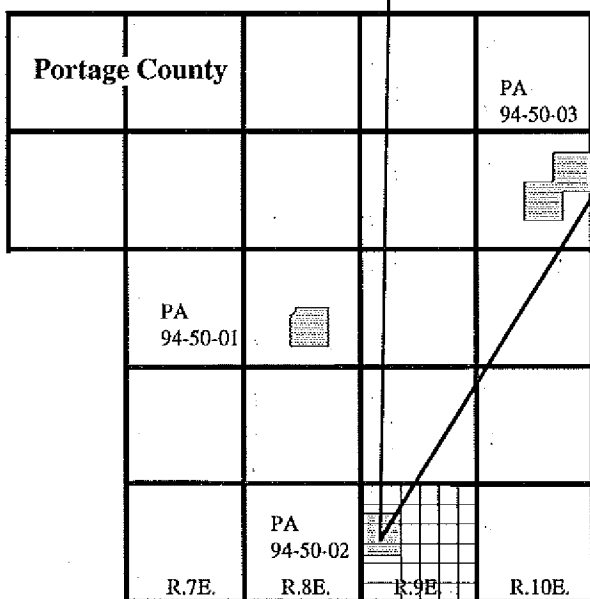 Portage County
PA
94-50-03
PA
94-50-01
PA
94-50-02
R.7E.
R.8E.
R.9E.
R.10E.